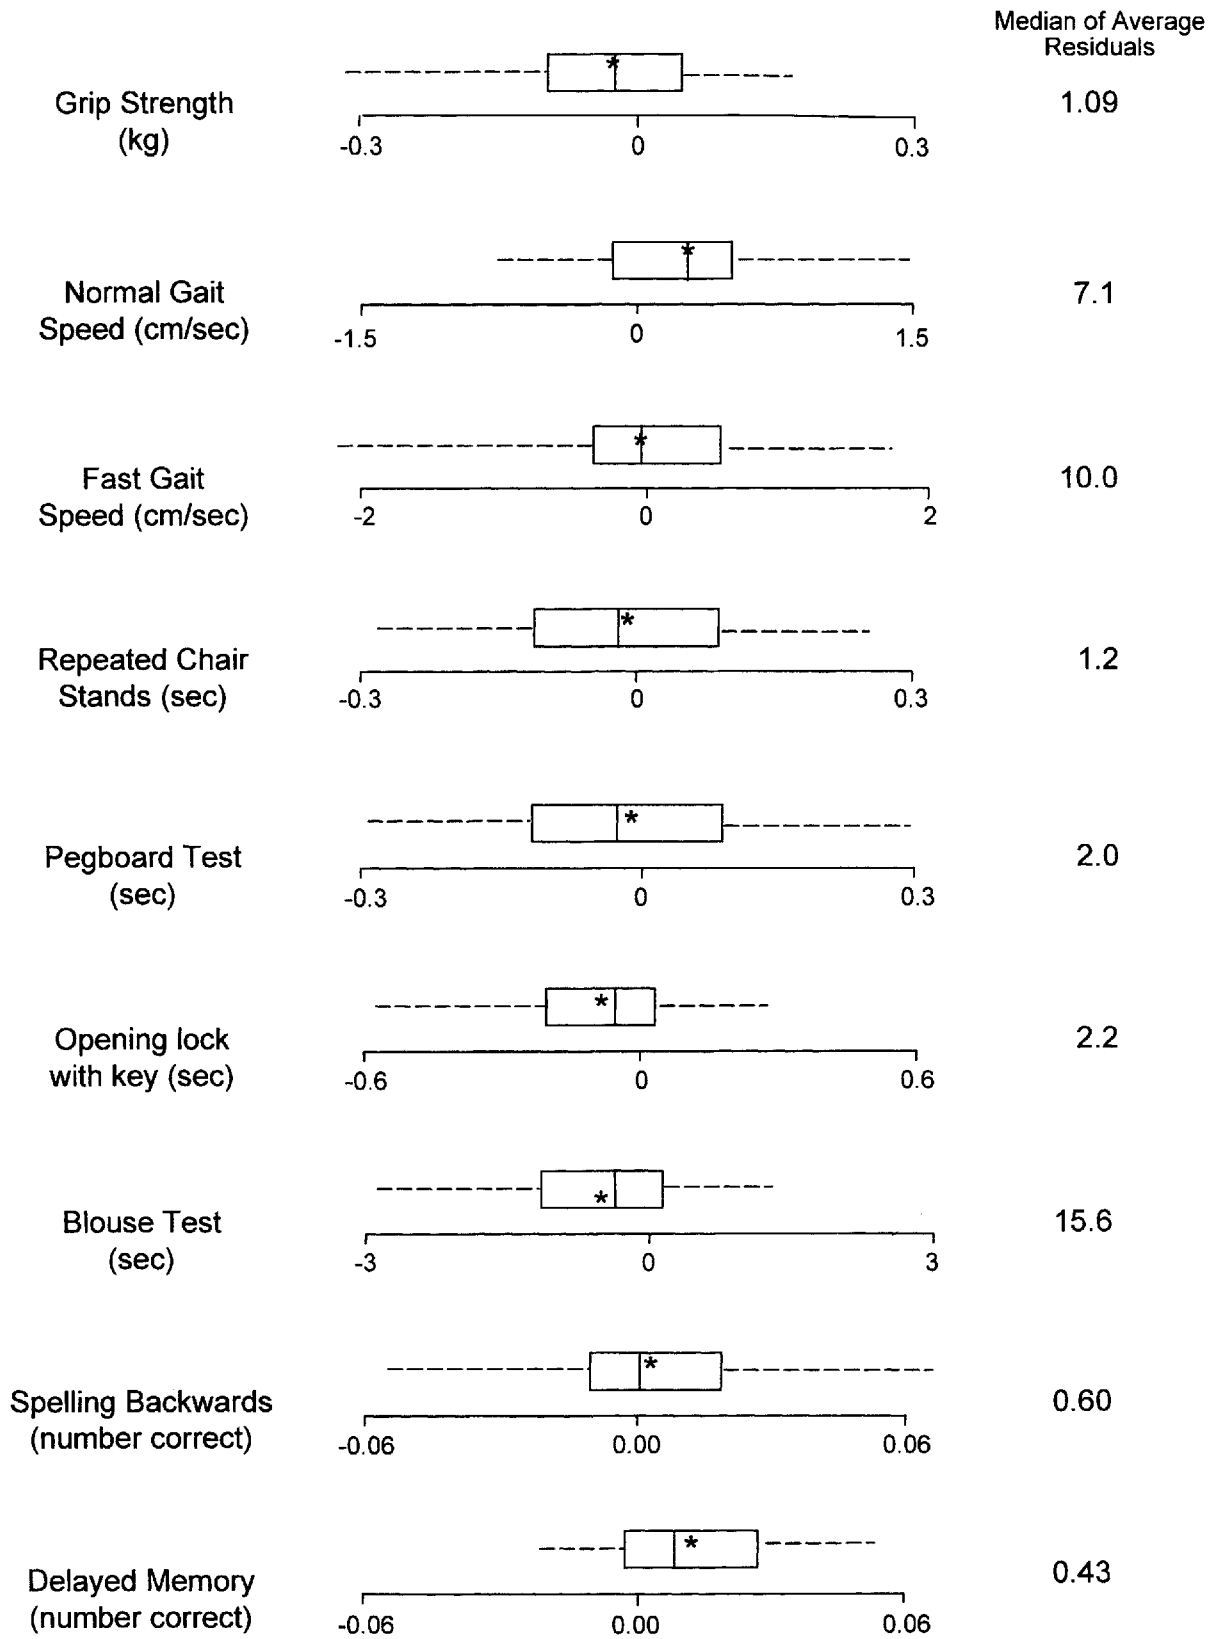 Median of Average
Residuals
Grip Strength
(kg)
1.09
-0.3 0 0.3
Normal Gait
Speed (cm/sec)
7.1
-1.5 0 1.5
Fast Gait
Speed (cm/sec)
10.0
-2 0 2
Repeated Chair
Stands (sec)
1.2
-0.3 0 0.3
Pegboard Test
(sec)
2.0
-0.3 0 0.3
Opening lock
with key (sec)
2.2
-0.6 0 0.6
Blouse Test
(sec)
15.6
-3 0 3
Spelling Backwards
(number correct)
0.60
-0.06 0.00 0.06
Delayed Memory
(number correct)
0.43
-0.06 0.00 0.06